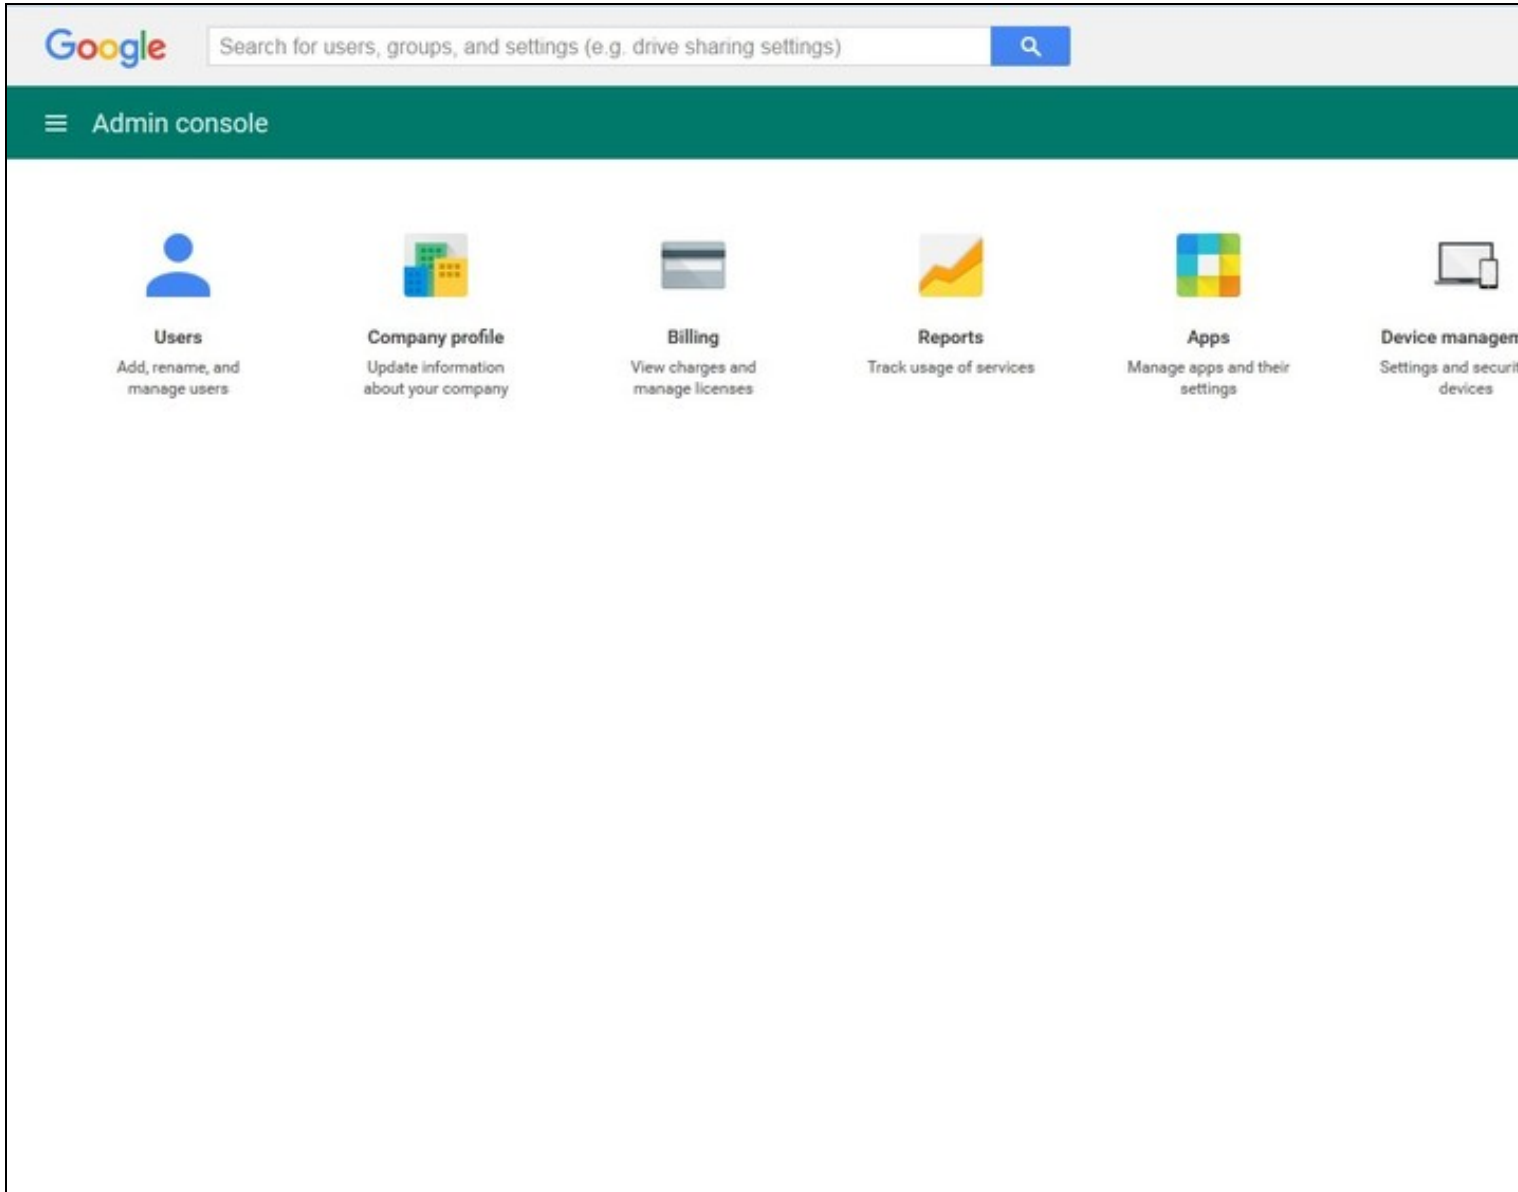 Google
Search for users, groups, and settings (e.g. drive sharing settings)
Admin console
Users
Add, rename, and
manage users
Company profile
Update information
about your company
Billing
View charges and
manage licenses
Reports
Track usage of services
Apps
Manage apps and their
settings
Device managem
Settings and securit
devices